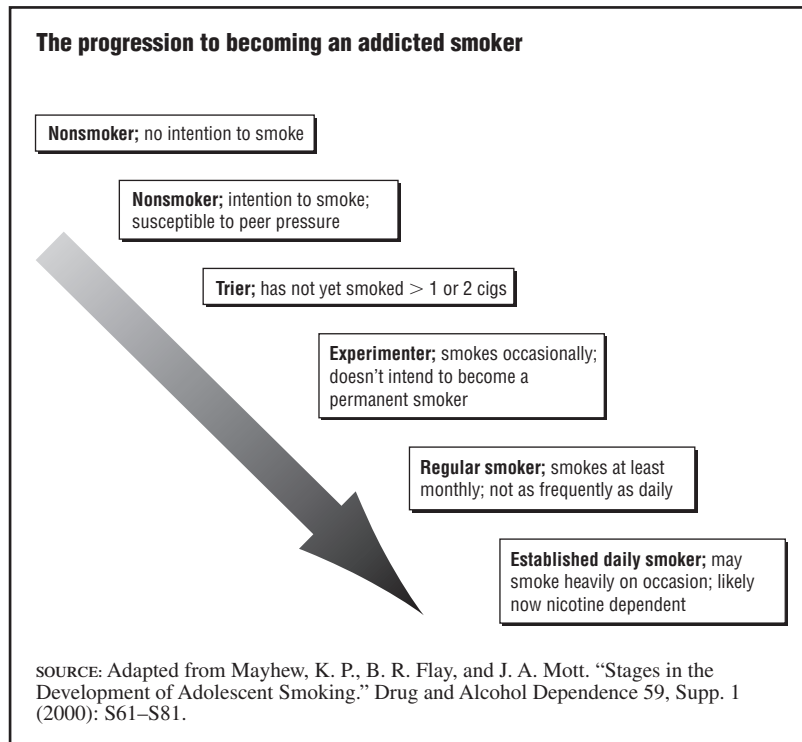 The progression to becoming an addicted smoker
Nonsmoker; no intention to smoke
Nonsmoker; intention to smoke;
susceptible to peer pressure
Trier; has not yet smoked > 1 or 2 cigs
Experimenter; smokes occasionally;
doesn't intend to become a
permanent smoker
Regular smoker; smokes at least
monthly; not as frequently as daily
Established daily smoker; may
smoke heavily on occasion; likely
now nicotine dependent
SOURCE: Adapted from Mayhew, K. P., B. R. Flay, and J. A. Mott. “Stages in the
Development of Adolescent Smoking.” Drug and Alcohol Dependence 59, Supp. 1
(2000): S61–S81.